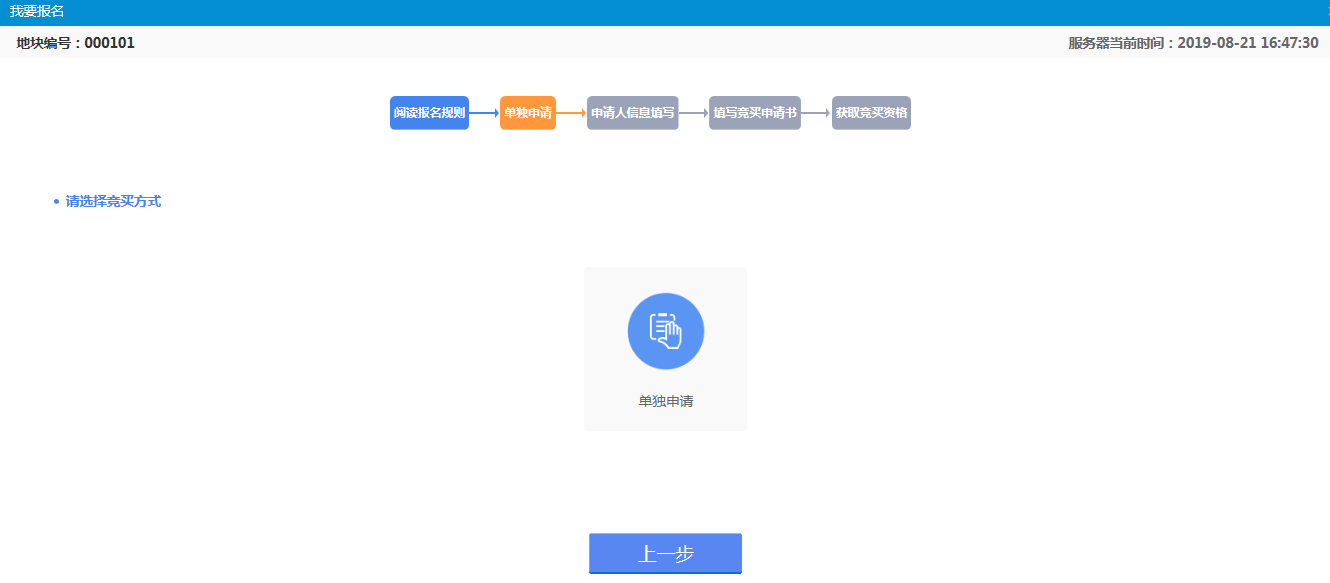 我要报名
地块编号：000101 服务器当前时间：2019-08-21 16:47:30
阅读报名规则 单独申请 申请人信息填写 填写竞买申请书 获取竞买资格
请选择竞买方式
单独申请
上一步